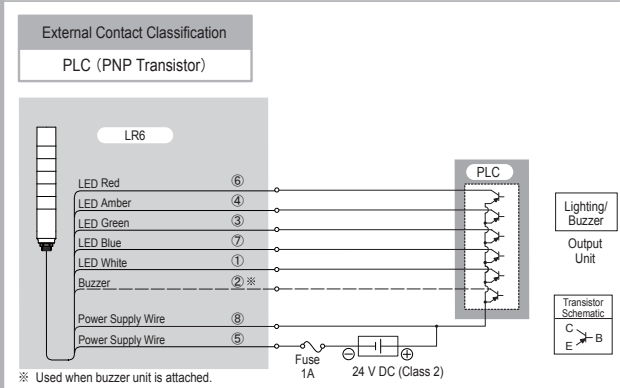 External Contact Classification
PLC (PNP Transistor)
LR6
PLC
LED Red ⑥
LED Amber ④
LED Green ③
LED Blue ⑦
LED White ①
Buzzer ②※
Power Supply Wire ⑧
Power Supply Wire ⑤
Fuse
1A
⊖ ⊕
24 V DC (Class 2)
※ Used when buzzer unit is attached.
Lighting/
Buzzer
Output
Unit
Transistor
Schematic
C
B
E